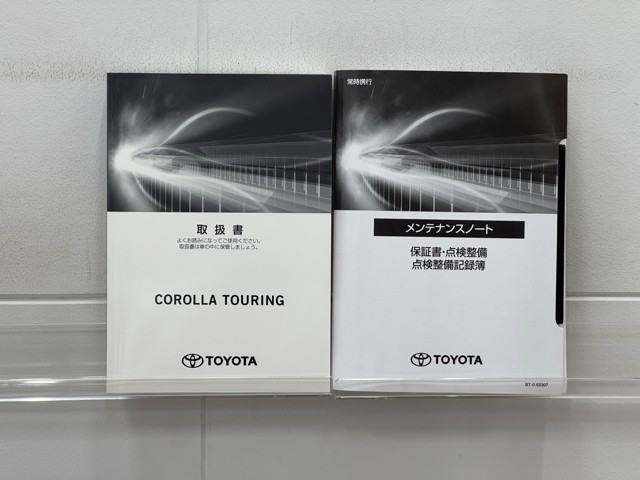 取扱書
よくお読みになってご使用ください。
取扱書は車の中に保管しましょう。
COROLLA TOURING
TOYOTA
常時携行
メンテナンスノート
保証書・点検整備
点検整備記録簿
TOYOTA